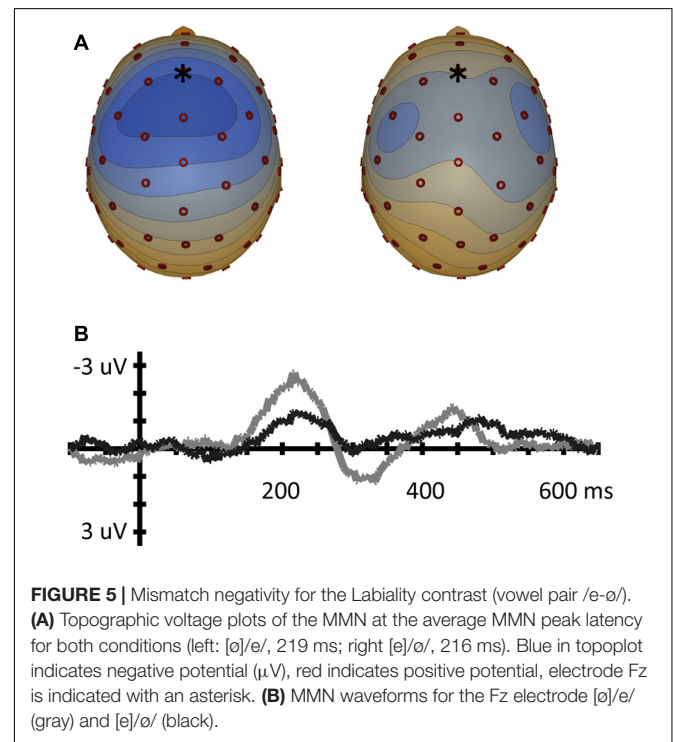 A
*
*
B
-3 uV
200
400
600 ms
3 uV
FIGURE 5 | Mismatch negativity for the Labiality contrast (vowel pair /e-ø/).
(A) Topographic voltage plots of the MMN at the average MMN peak latency
for both conditions (left: [ø]/e/, 219 ms; right [e]/ø/, 216 ms). Blue in topoplot
indicates negative potential (μV), red indicates positive potential, electrode Fz
is indicated with an asterisk. (B) MMN waveforms for the Fz electrode [ø]/e/
(gray) and [e]/ø/ (black).